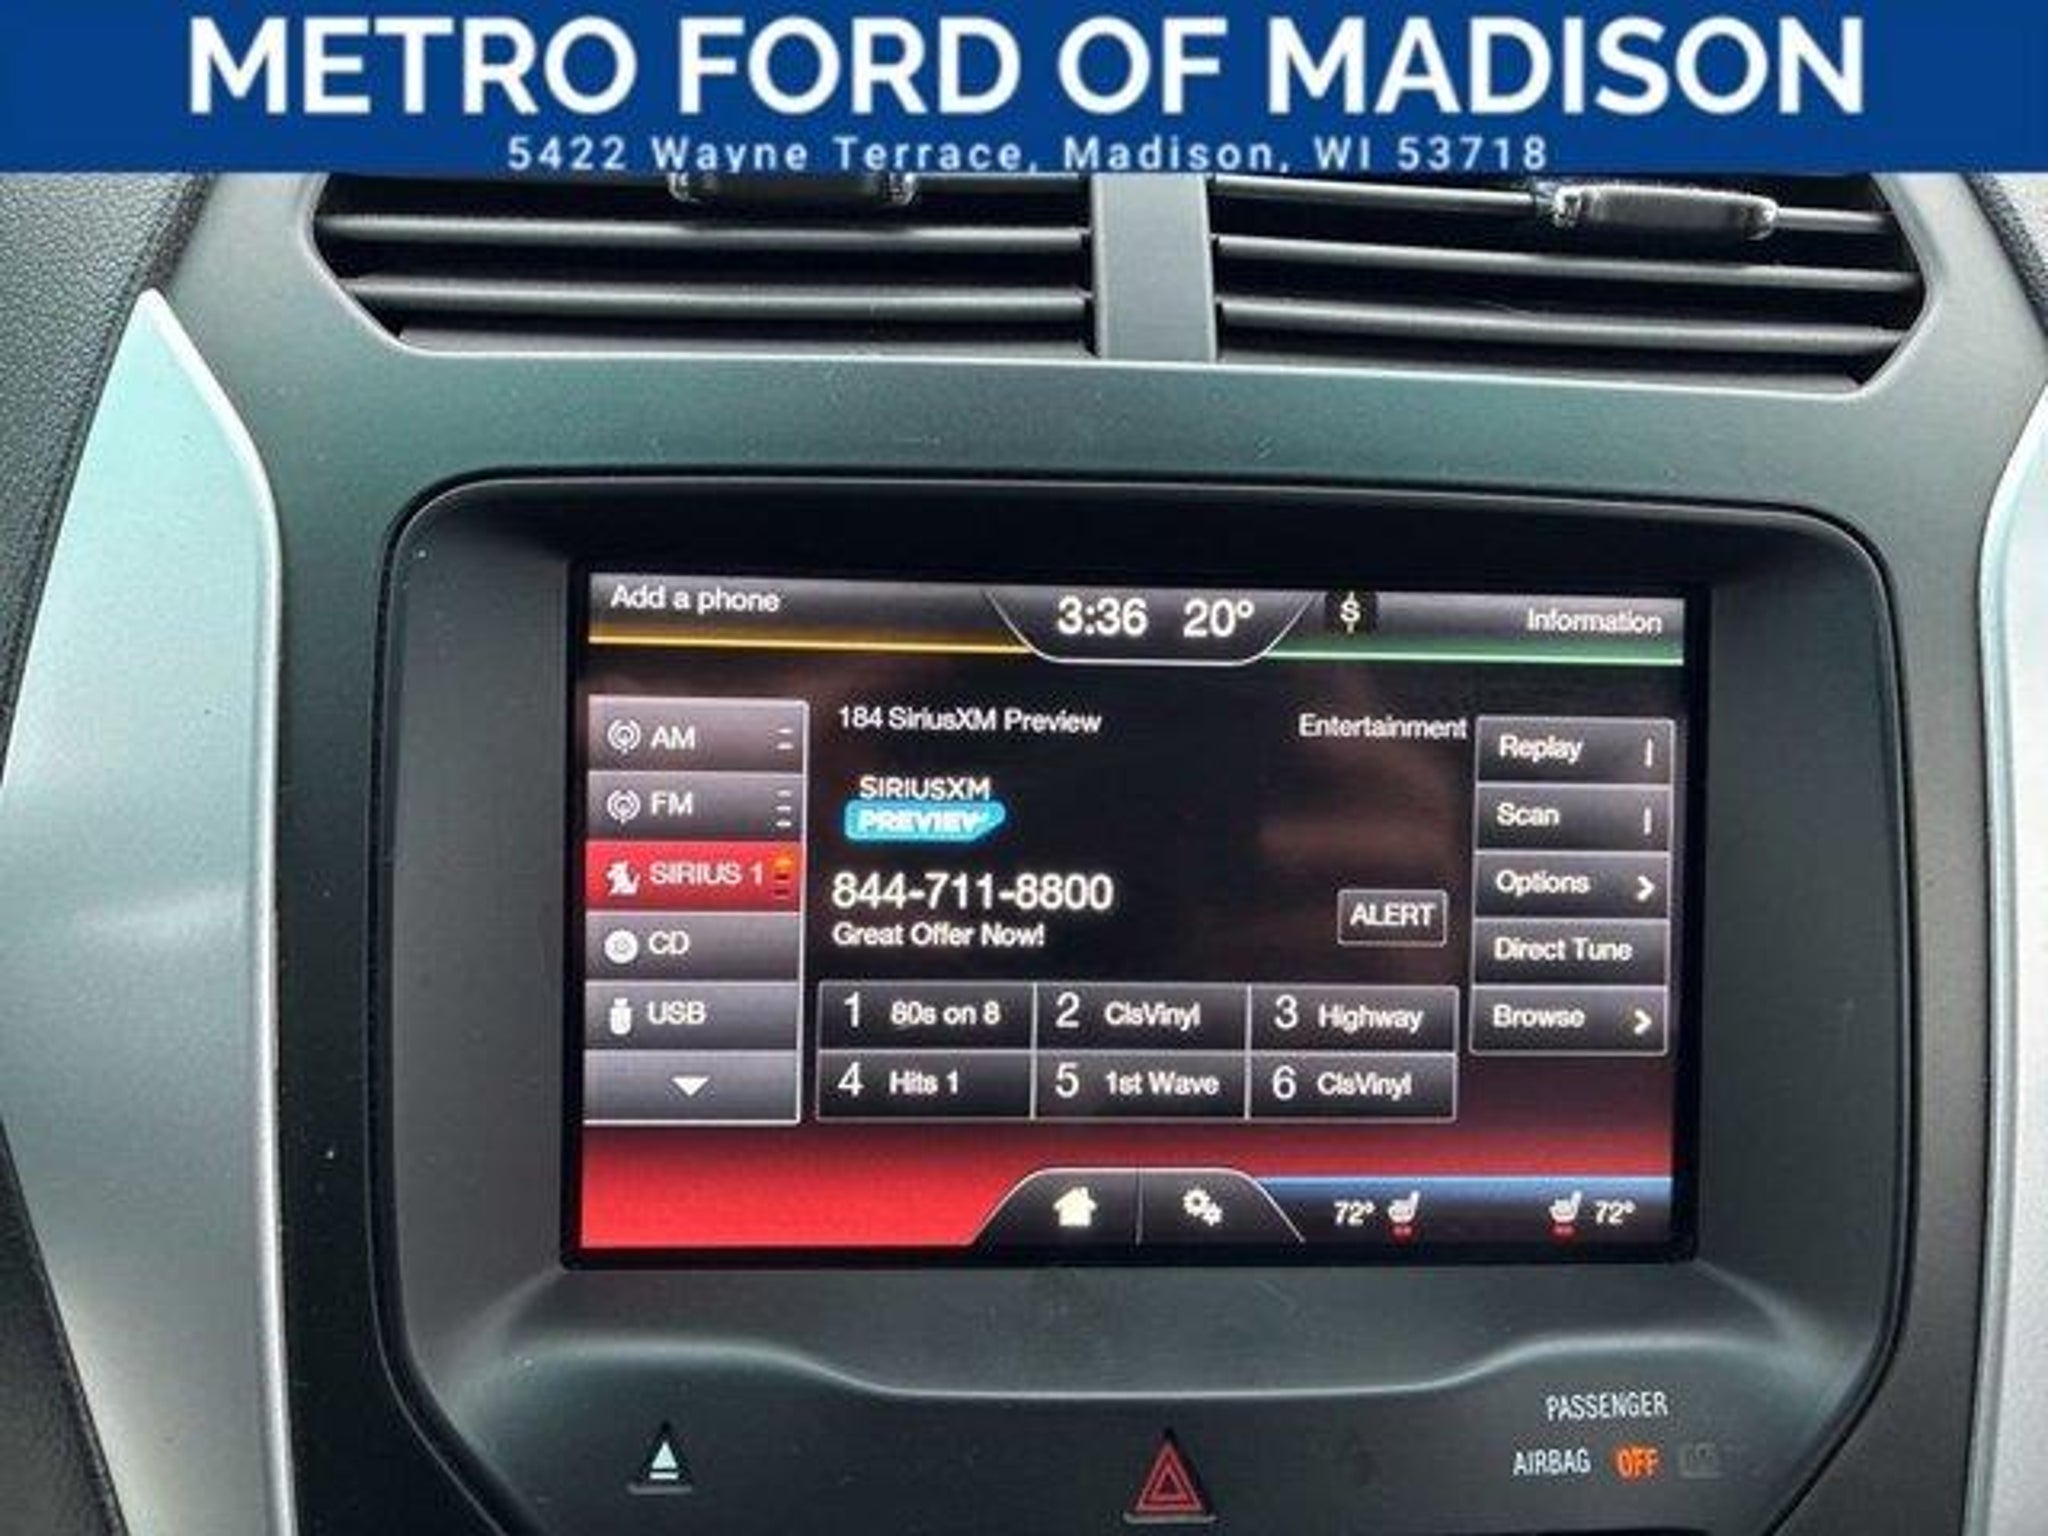 METRO FORD OF MADISON
5422 Wayne Terrace, Madison, WI 53718
Add a phone
3:36 20°
Information
AM
FM
SIRIUS 1
CD
USB
184 SiriusXM Preview
Entertainment
SIRIUSXM
PREVIEW
844-711-8800
Great Offer Now!
ALERT
1 80s on 8
2 ClsVinyl
3 Highway
4 Hits 1
5 1st Wave
6 ClsVinyl
Replay
Scan
Options
Direct Tune
Browse
72°
72°
PASSENGER
AIRBAG OFF